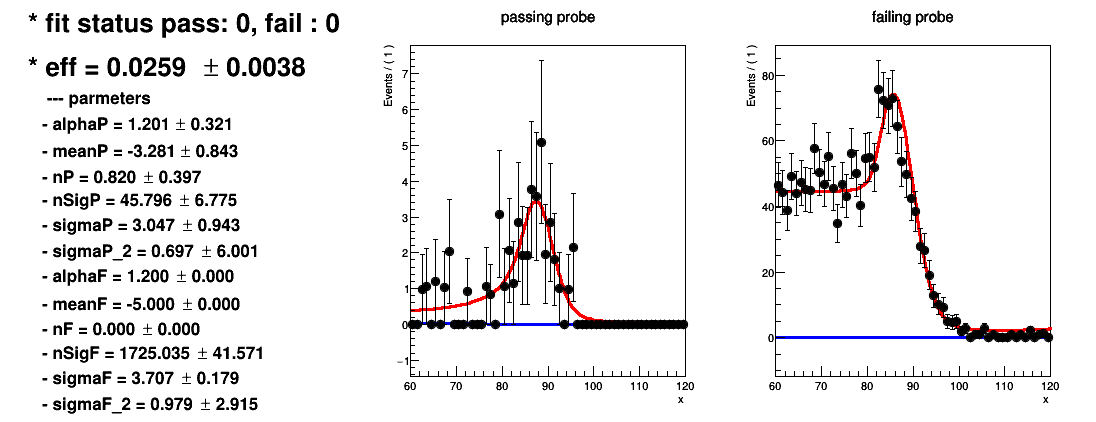 * fit status pass: 0, fail : 0
* eff = 0.0259 ± 0.0038
--- parmeters
- alphaP = 1.201 ± 0.321
- meanP = -3.281 ± 0.843
- nP = 0.820 ± 0.397
- nSigP = 45.796 ± 6.775
- sigmaP = 3.047 ± 0.943
- sigmaP_2 = 0.697 ± 6.001
- alphaF = 1.200 ± 0.000
- meanF = -5.000 ± 0.000
- nF = 0.000 ± 0.000
- nSigF = 1725.035 ± 41.571
- sigmaF = 3.707 ± 0.179
- sigmaF_2 = 0.979 ± 2.915
passing probe
Events / ( 1 )
7
6
5
4
3
2
1
0
−1
60 70 80 90 100 110 120
x
failing probe
Events / ( 1 )
80
60
40
20
0
60 70 80 90 100 110 120
x